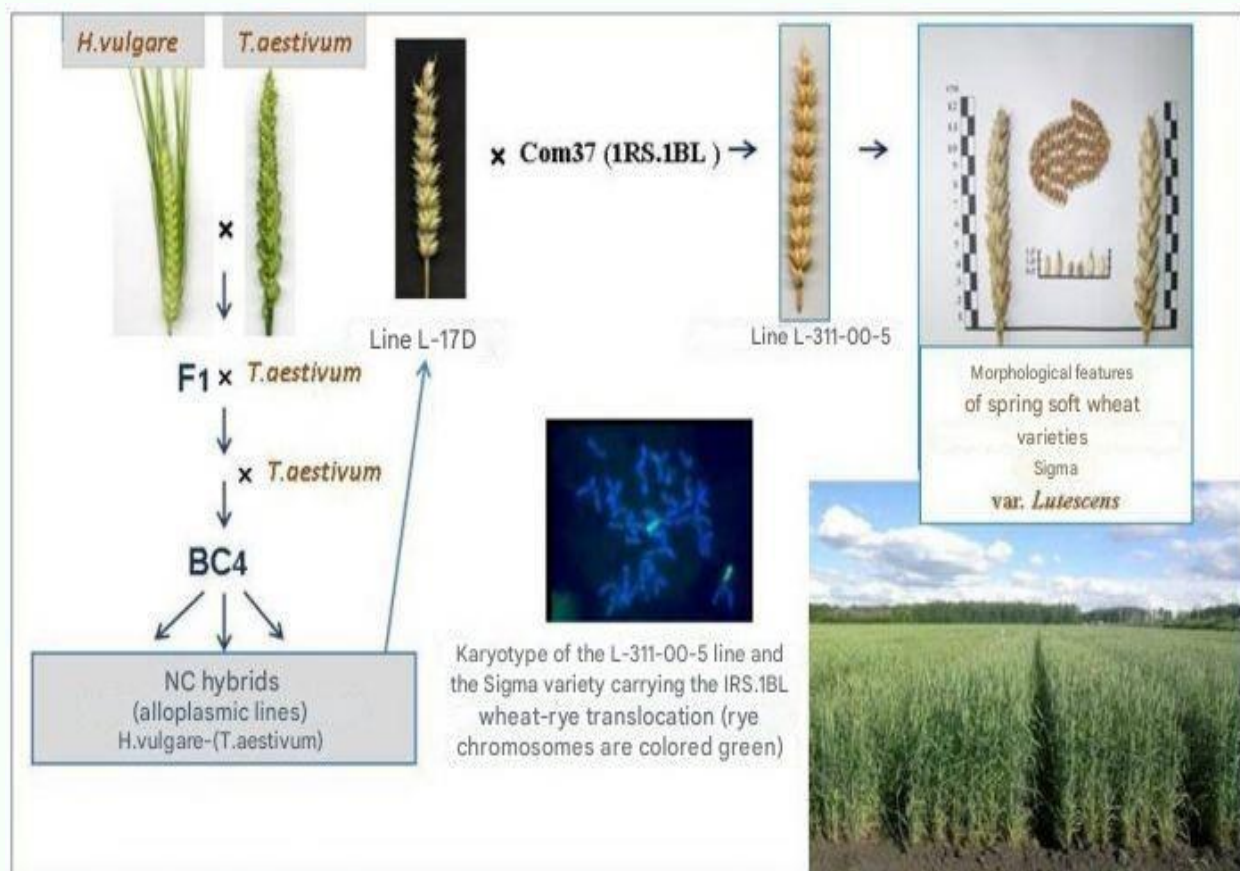 H.vulgare
T.aestivum
×
F1 × T.aestivum
× T.aestivum
BC4
NC hybrids
(alloplasmic lines)
H.vulgare-(T.aestivum)
Line L-17D
× Com37 (1RS.1BL )
Line L-311-00-5
Karyotype of the L-311-00-5 line and
the Sigma variety carrying the IRS.1BL
wheat-rye translocation (rye
chromosomes are colored green)
Morphological features
of spring soft wheat
varieties
Sigma
var. Lutescens